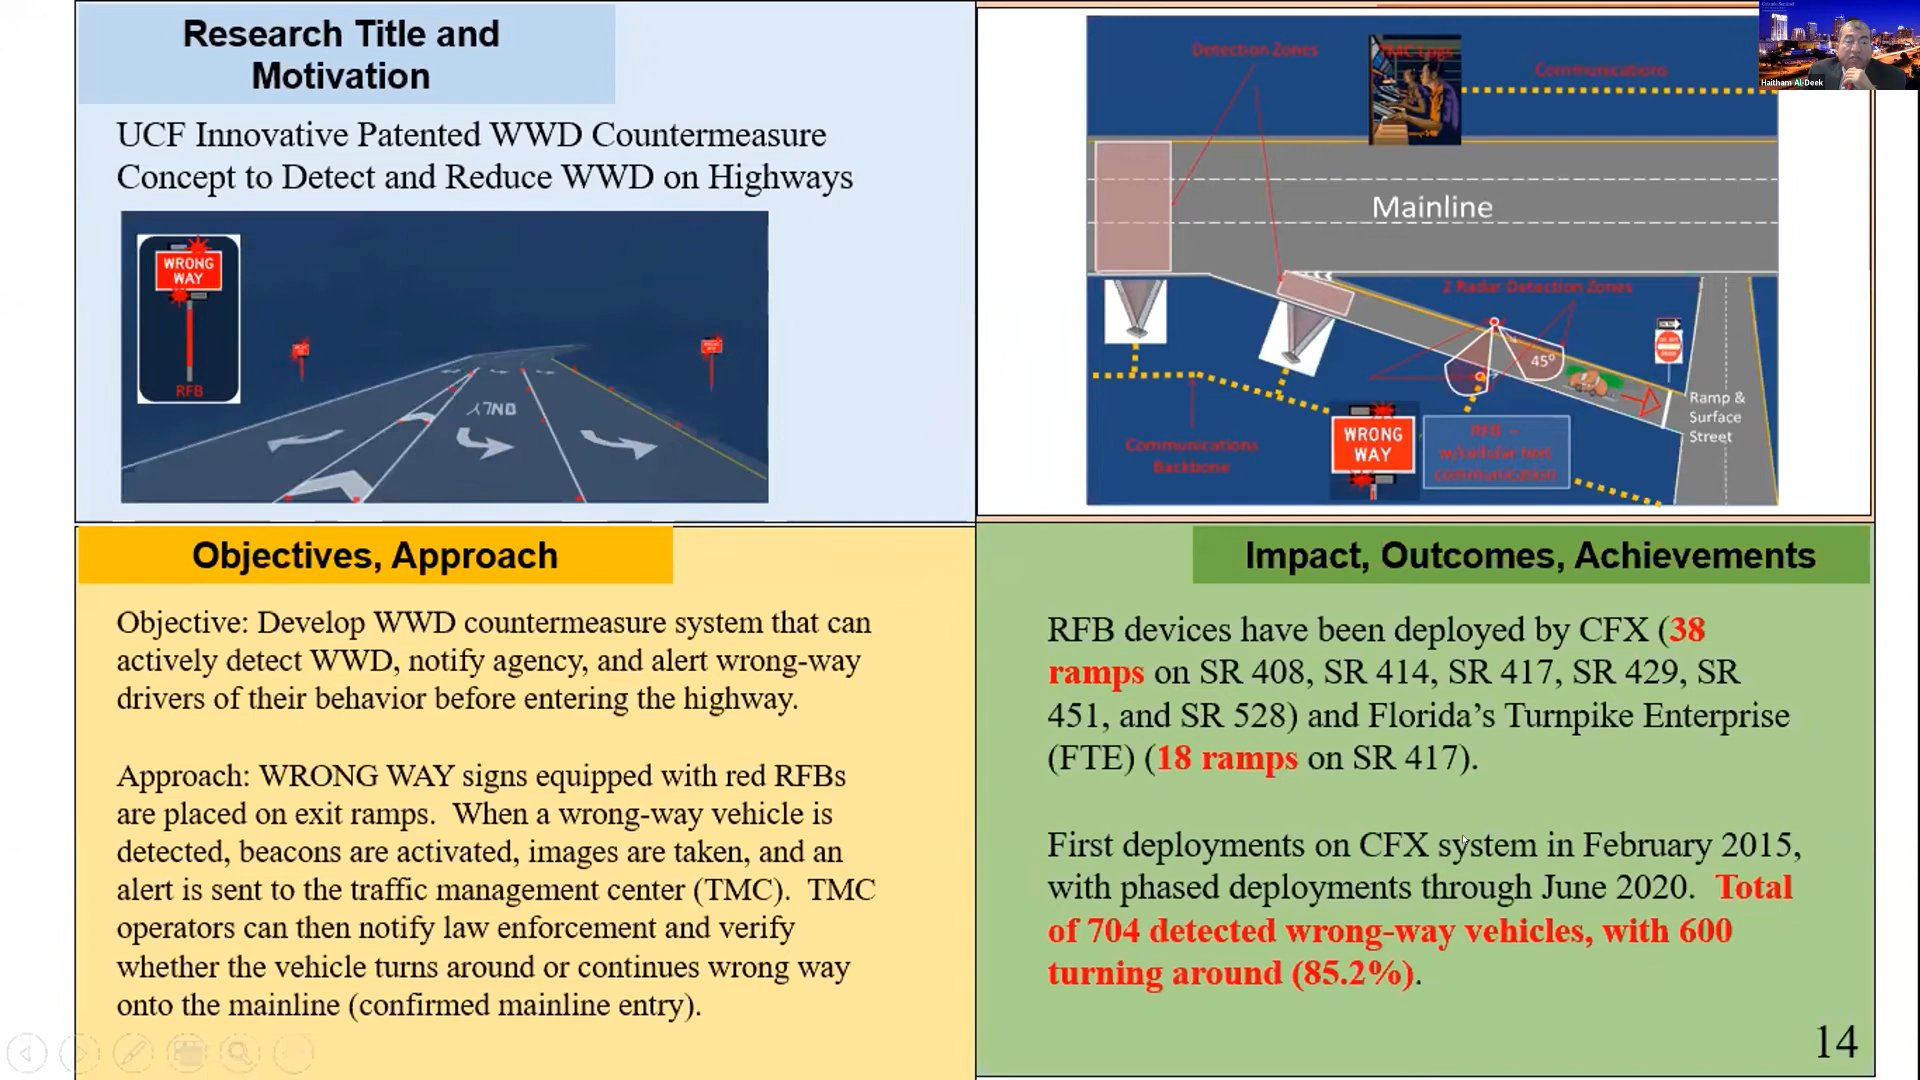 Research Title and
Motivation
UCF Innovative Patented WWD Countermeasure
Concept to Detect and Reduce WWD on Highways
WRONG
WAY
RFB
ONLY
Detection Zones
TMC Logs
Communications
Haitham Al-Deek
Mainline
2 Radar Detection Zones
45°
Ramp &
Surface
Street
Communications
Backbone
WRONG
WAY
RFB –
w/cellular text
communication
Objectives, Approach
Objective: Develop WWD countermeasure system that can
actively detect WWD, notify agency, and alert wrong-way
drivers of their behavior before entering the highway.
Approach: WRONG WAY signs equipped with red RFBs
are placed on exit ramps. When a wrong-way vehicle is
detected, beacons are activated, images are taken, and an
alert is sent to the traffic management center (TMC). TMC
operators can then notify law enforcement and verify
whether the vehicle turns around or continues wrong way
onto the mainline (confirmed mainline entry).
Impact, Outcomes, Achievements
RFB devices have been deployed by CFX (38
ramps on SR 408, SR 414, SR 417, SR 429, SR
451, and SR 528) and Florida’s Turnpike Enterprise
(FTE) (18 ramps on SR 417).
First deployments on CFX system in February 2015,
with phased deployments through June 2020. Total
of 704 detected wrong-way vehicles, with 600
turning around (85.2%).
14